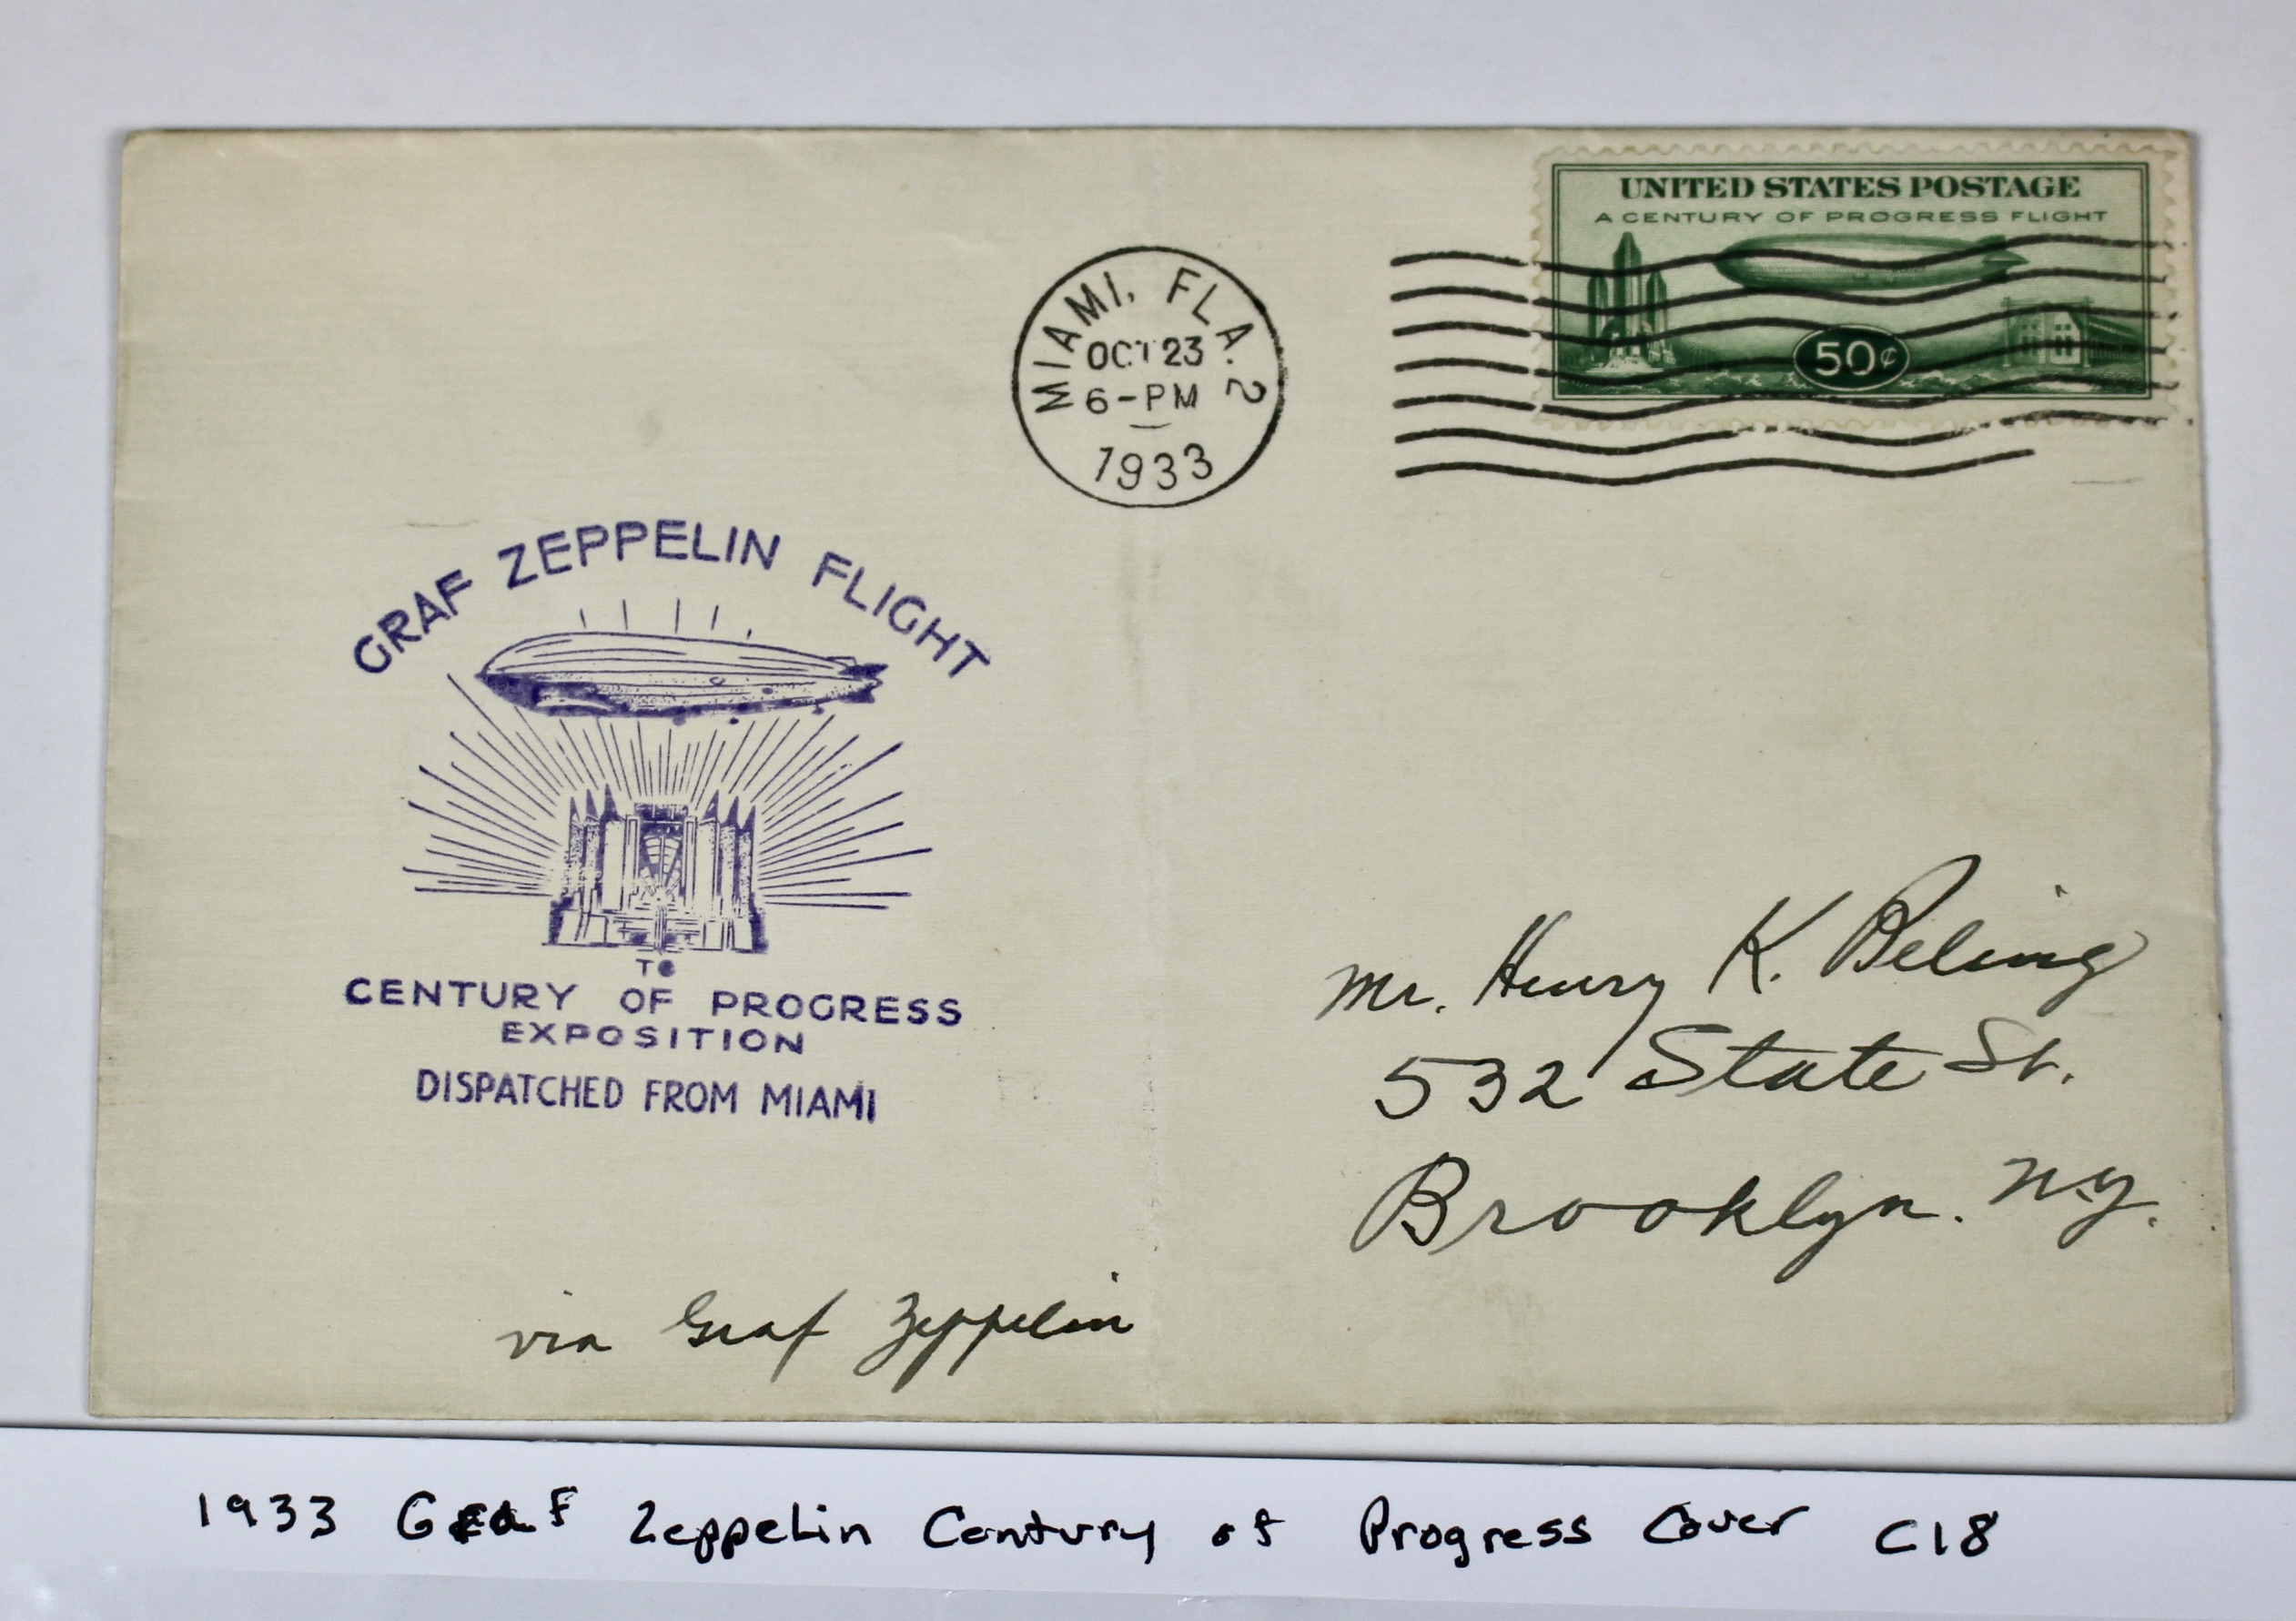 UNITED STATES POSTAGE
A CENTURY OF PROGRESS FLIGHT
50¢
MIAMI, FLA. 2
OCT 23
6-PM
1933
GRAF ZEPPELIN FLIGHT
TO
CENTURY OF PROGRESS
EXPOSITION
DISPATCHED FROM MIAMI
Mr. Henry K. Beling
532 State St.
Brooklyn. N.Y.
via Graf Zeppelin
1933 Graf Zeppelin Century of Progress Cover C18